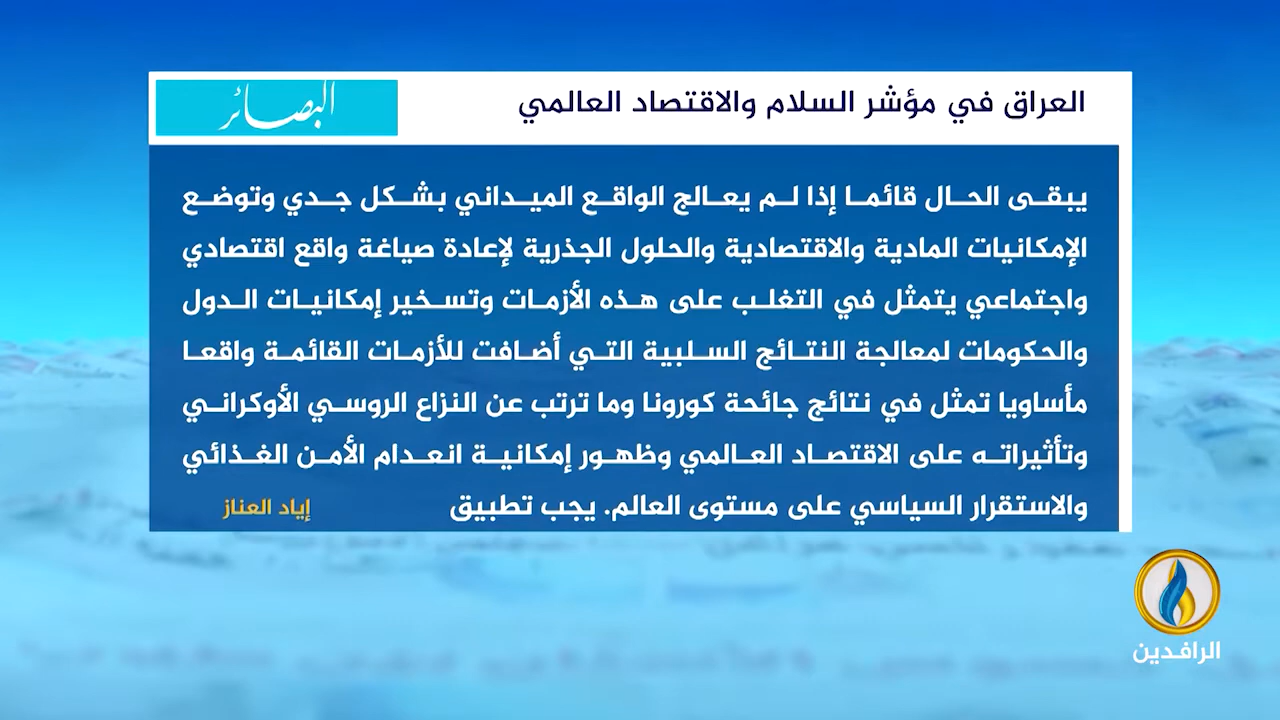 العراق في مؤشر السلام والاقتصاد العالمي
البصائر
يبقى الحال قائما إذا لم يعالج الواقع الميداني بشكل جدي وتوضع
الإمكانيات المادية والاقتصادية والحلول الجذرية لإعادة صياغة واقع اقتصادي
واجتماعي يتمثل في التغلب على هذه الأزمات وتسخير إمكانيات الدول
والحكومات لمعالجة النتائج السلبية التي أضافت للأزمات القائمة واقعا
مأساويا تمثل في نتائج جائحة كورونا وما ترتب عن النزاع الروسي الأوكراني
وتأثيراته على الاقتصاد العالمي وظهور إمكانية انعدام الأمن الغذائي
والاستقرار السياسي على مستوى العالم. يجب تطبيق
إياد العناز
الرافدين